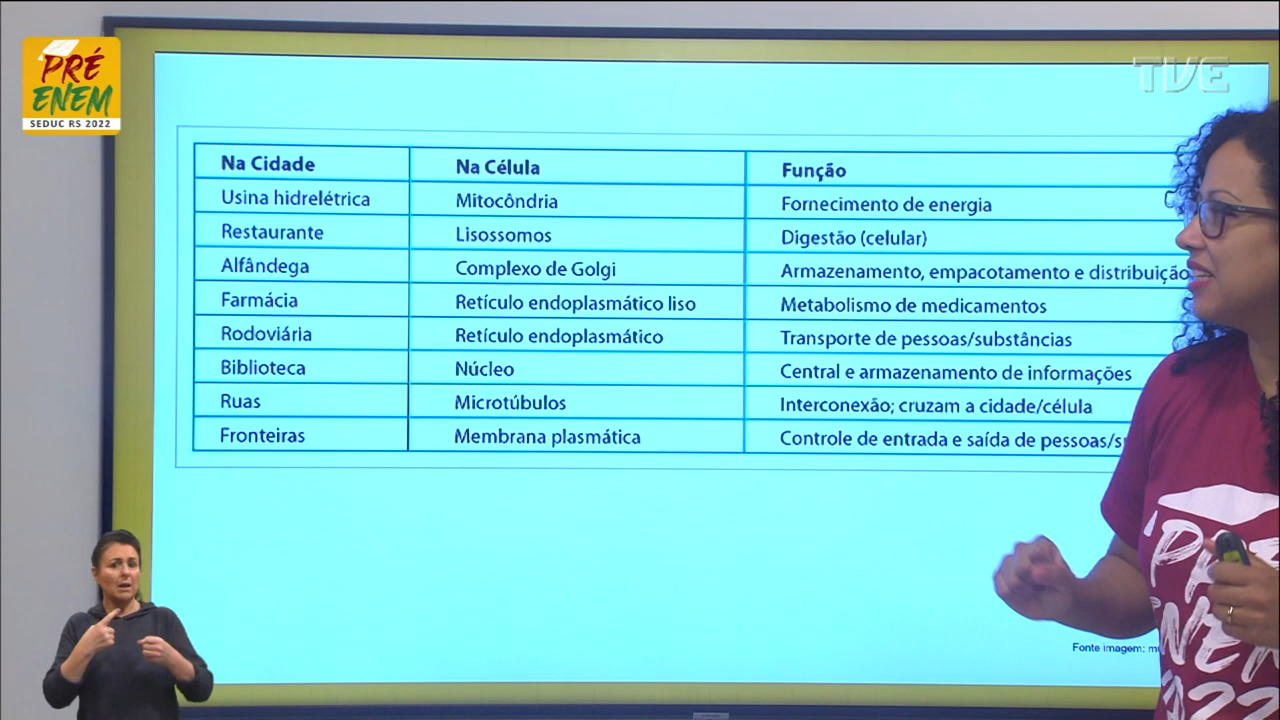 PRÉ
ENEM
SEDUC RS 2022
TVE
Na Cidade Na Célula Função
Usina hidrelétrica Mitocôndria Fornecimento de energia
Restaurante Lisossomos Digestão (celular)
Alfândega Complexo de Golgi Armazenamento, empacotamento e distribuição
Farmácia Retículo endoplasmático liso Metabolismo de medicamentos
Rodoviária Retículo endoplasmático Transporte de pessoas/substâncias
Biblioteca Núcleo Central e armazenamento de informações
Ruas Microtúbulos Interconexão; cruzam a cidade/célula
Fronteiras Membrana plasmática Controle de entrada e saída de
Fonte imagem: